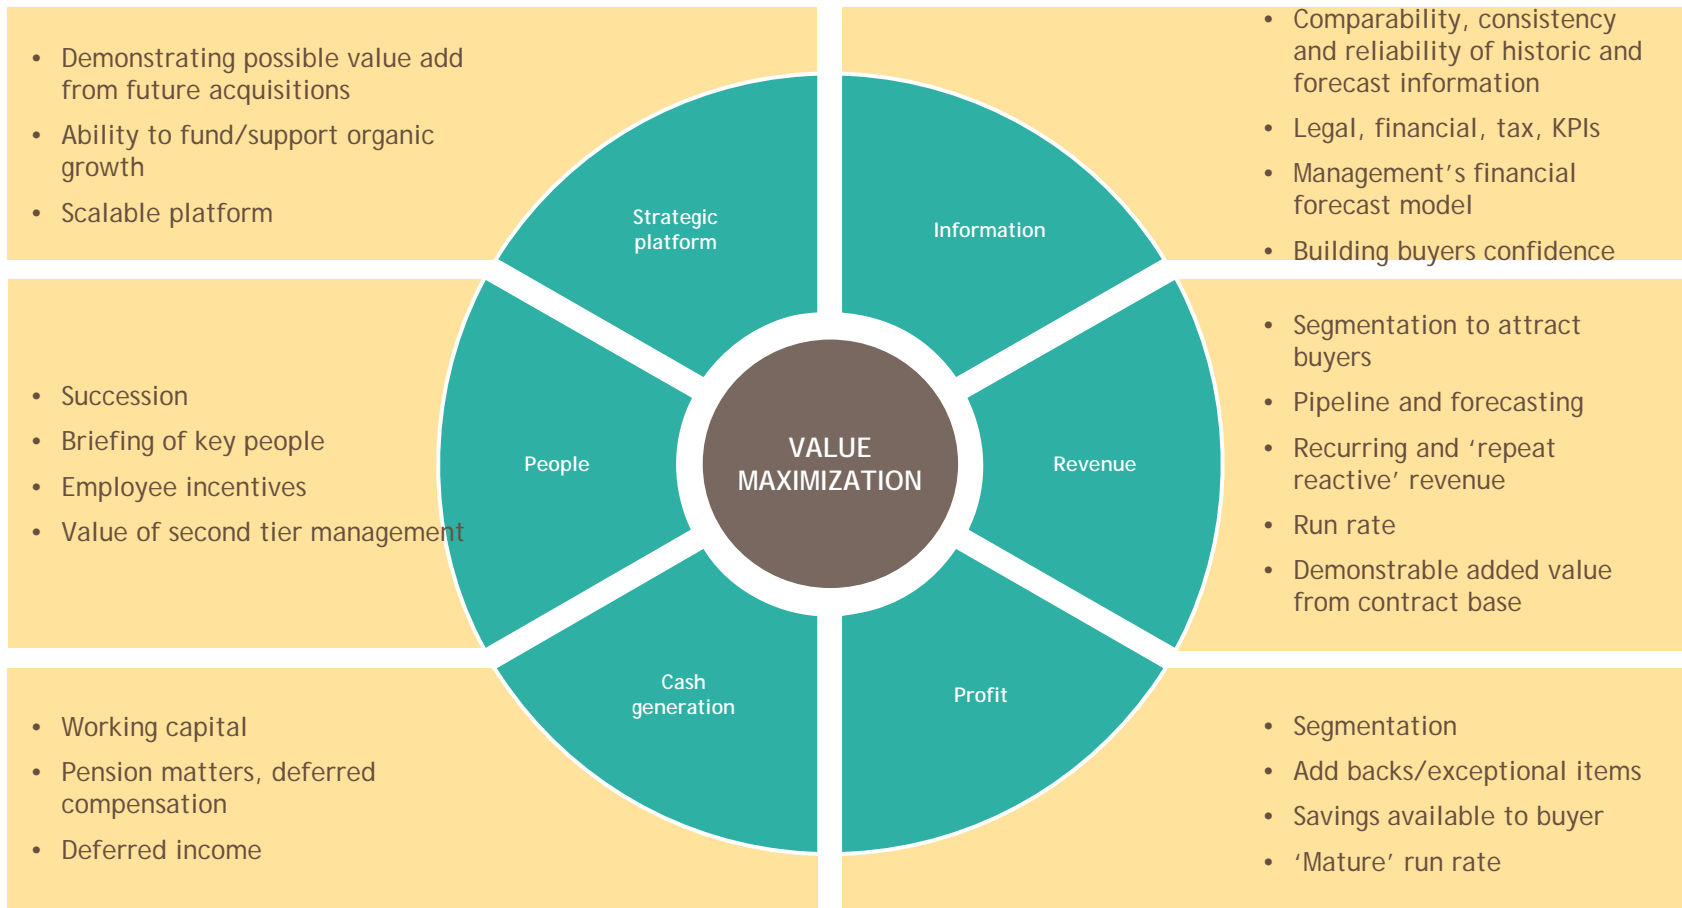 • Demonstrating possible value add
from future acquisitions
• Ability to fund/support organic
growth
• Scalable platform
• Comparability, consistency
and reliability of historic and
forecast information
• Legal, financial, tax, KPIs
• Management’s financial
forecast model
• Building buyers confidence
Strategic
platform
Information
• Succession
• Briefing of key people
• Employee incentives
• Value of second tier management
People
VALUE
MAXIMIZATION
Revenue
• Segmentation to attract
buyers
• Pipeline and forecasting
• Recurring and ‘repeat
reactive’ revenue
• Run rate
• Demonstrable added value
from contract base
• Working capital
• Pension matters, deferred
compensation
• Deferred income
Cash
generation
Profit
• Segmentation
• Add backs/exceptional items
• Savings available to buyer
• ‘Mature’ run rate